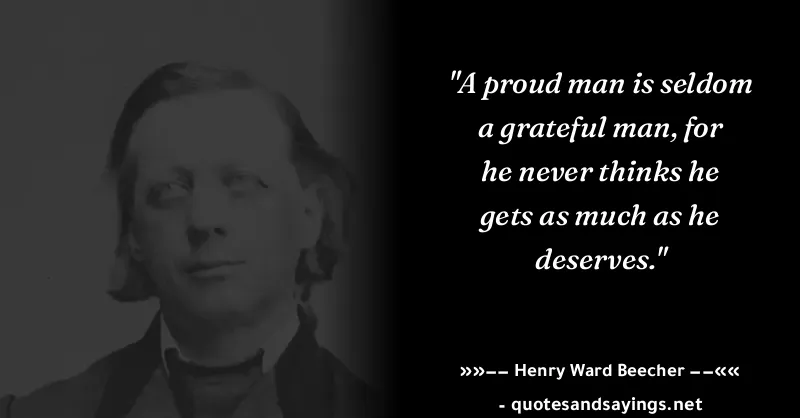 "A proud man is seldom
a grateful man, for
he never thinks he
gets as much as he
deserves."
»»−− Henry Ward Beecher −−««
- quotesandsayings.net